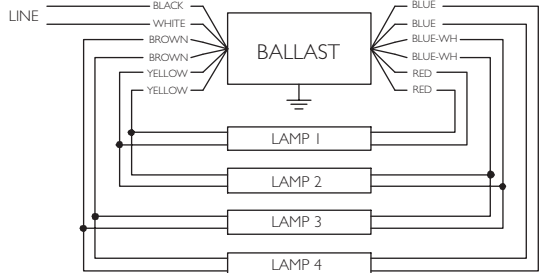 LINE
BLACK
WHITE
BROWN
BROWN
YELLOW
YELLOW
BALLAST
BLUE
BLUE
BLUE-WH
BLUE-WH
RED
RED
LAMP 1
LAMP 2
LAMP 3
LAMP 4